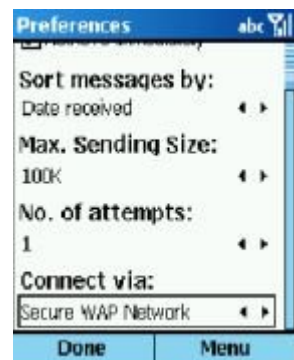 Preferences abc
Sort messages by:
Date received
Max. Sending Size:
100K
No. of attempts:
1
Connect via:
Secure WAP Network
Done Menu